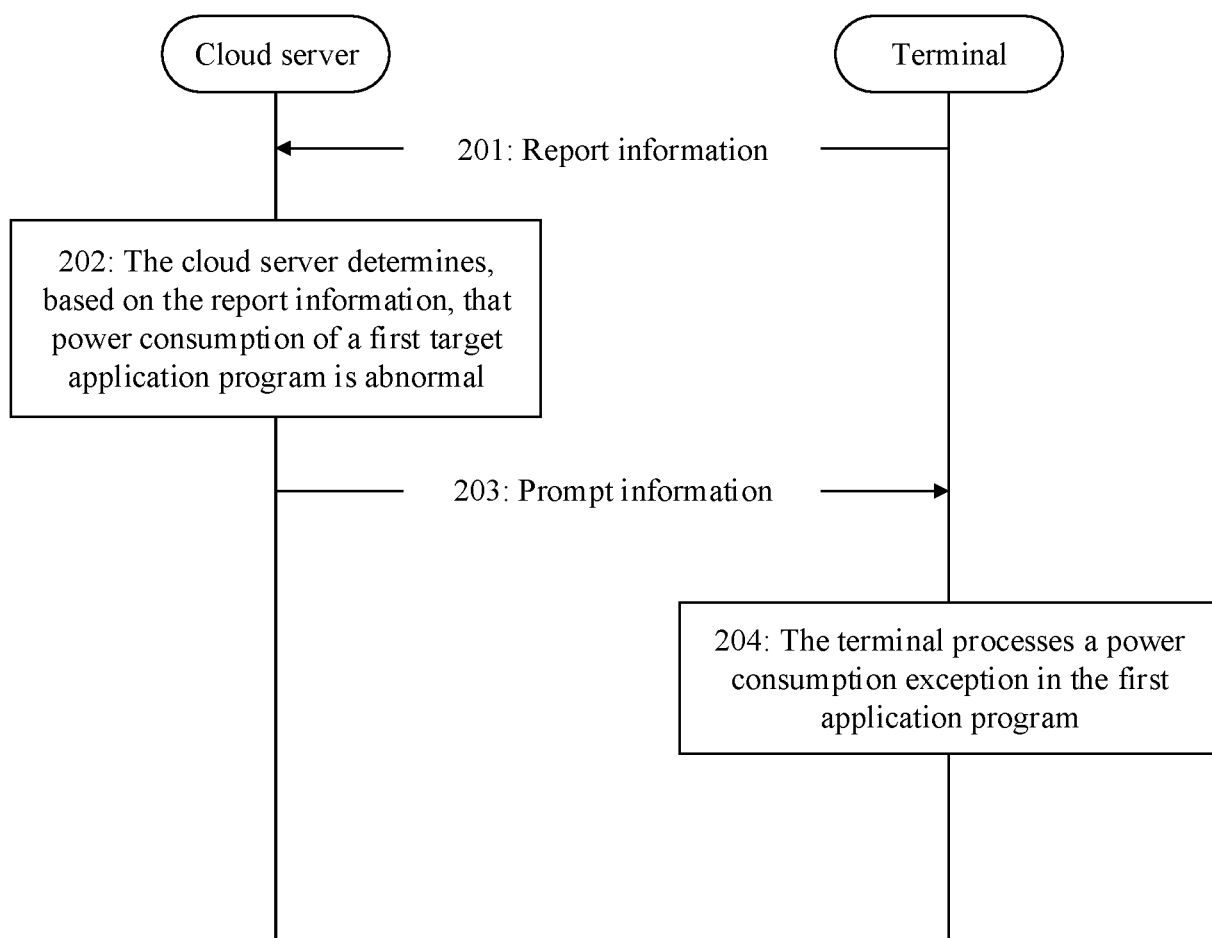 Cloud server
Terminal
201: Report information
202: The cloud server determines,
based on the report information, that
power consumption of a first target
application program is abnormal
203: Prompt information
204: The terminal processes a power
consumption exception in the first
application program